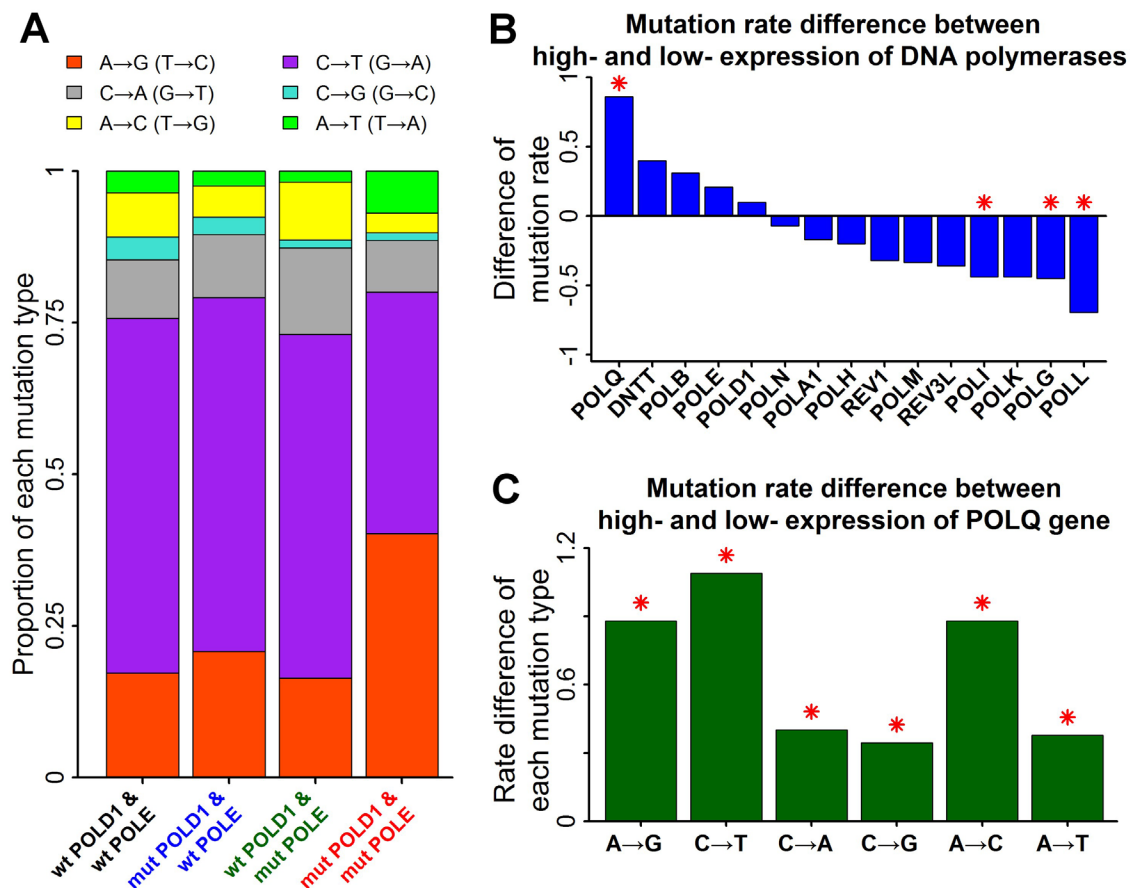 A
A→G (T→C)
C→T (G→A)
C→A (G→T)
C→G (G→C)
A→C (T→G)
A→T (T→A)
Proportion of each mutation type
1
0.75
0.5
0.25
0
wt POLD1 &
wt POLE
mut POLD1 &
wt POLE
wt POLD1 &
mut POLE
mut POLD1 &
mut POLE
B
Mutation rate difference between
high- and low- expression of DNA polymerases
Difference of
mutation rate
1
0.5
0
-0.5
-1
*
*
*
*
POLQ
DNTT
POLB
POLE
POLD1
POLN
POLA1
POLH
REV1
POLM
REV3L
POLI
POLK
POLG
POLL
C
Mutation rate difference between
high- and low- expression of POLQ gene
Rate difference of
each mutation type
1.2
0.6
0
*
*
*
*
*
*
A→G
C→T
C→A
C→G
A→C
A→T